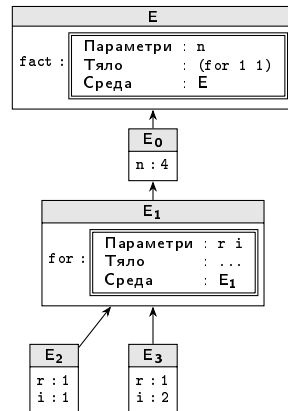 E
fact : Параметри : n
Тяло : (for 1 1)
Среда : E
E0
n : 4
E1
for : Параметри : r i
Тяло : ...
Среда : E1
E2
r : 1
i : 1
E3
r : 1
i : 2